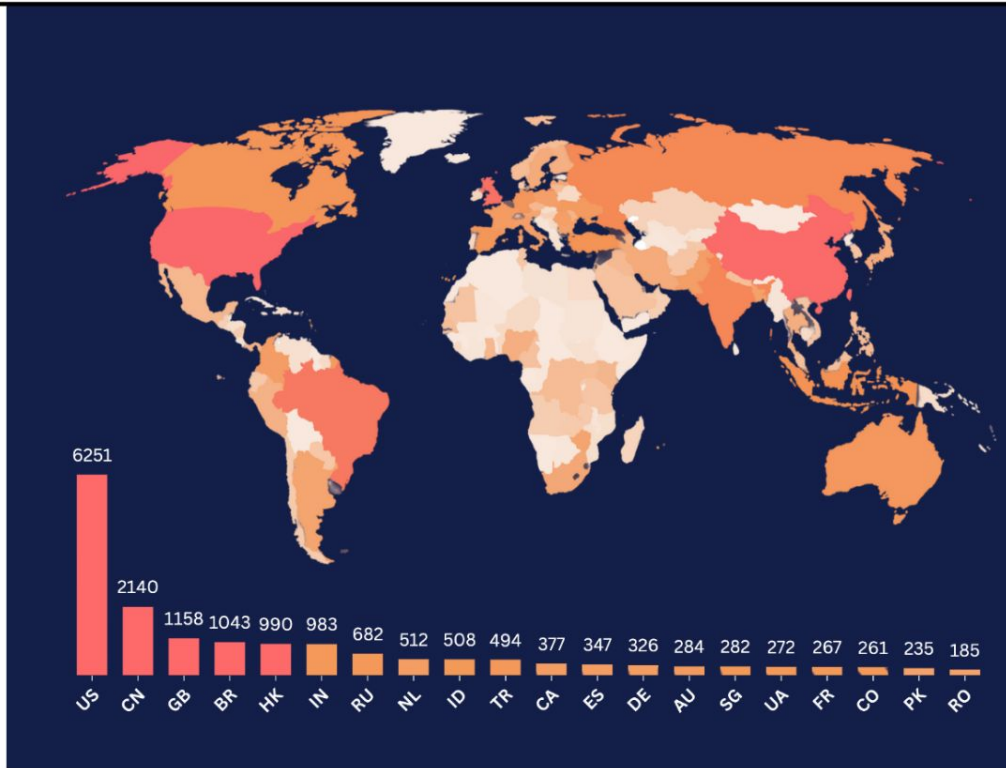 6251
2140
1158
1043
990
983
682
512
508
494
377
347
326
284
282
272
267
261
235
185
US
CN
GB
BR
HK
IN
RU
NL
ID
TR
CA
ES
DE
AU
SG
UA
FR
CO
PK
RO